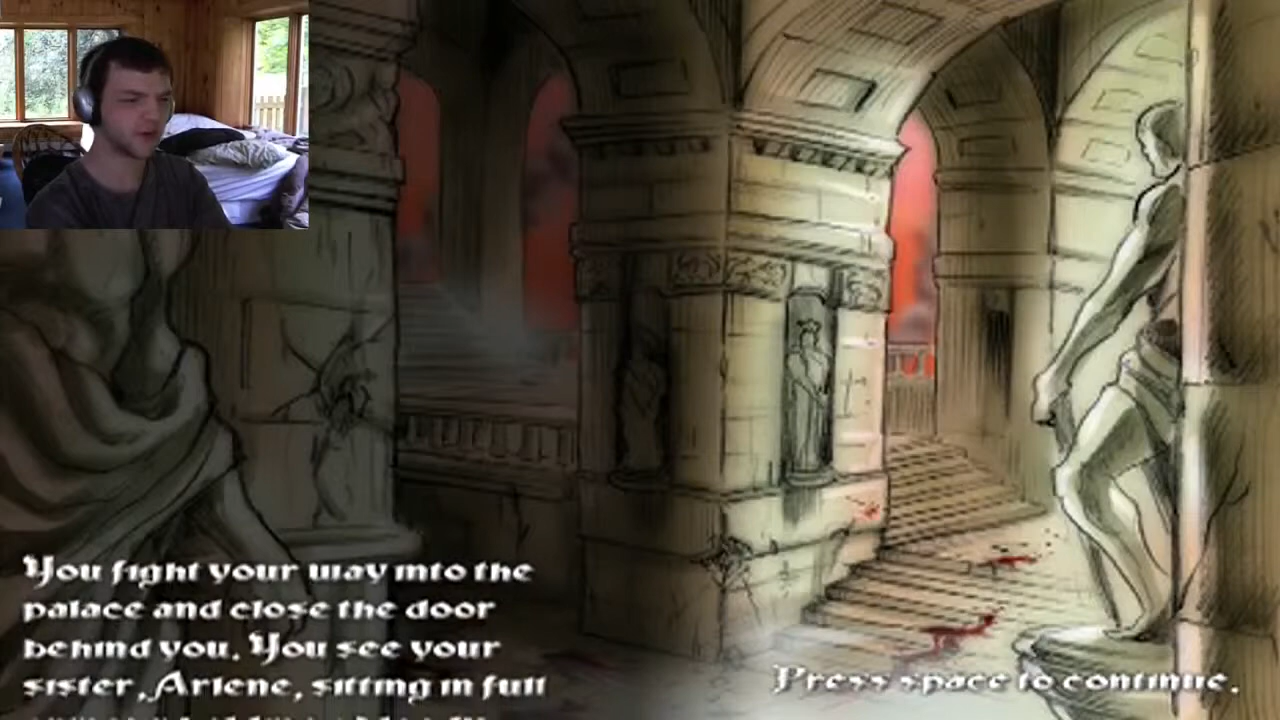 You fight your way into the
palace and close the door
behind you. You see your
sister, Arlene, sitting in full
Press space to continue.